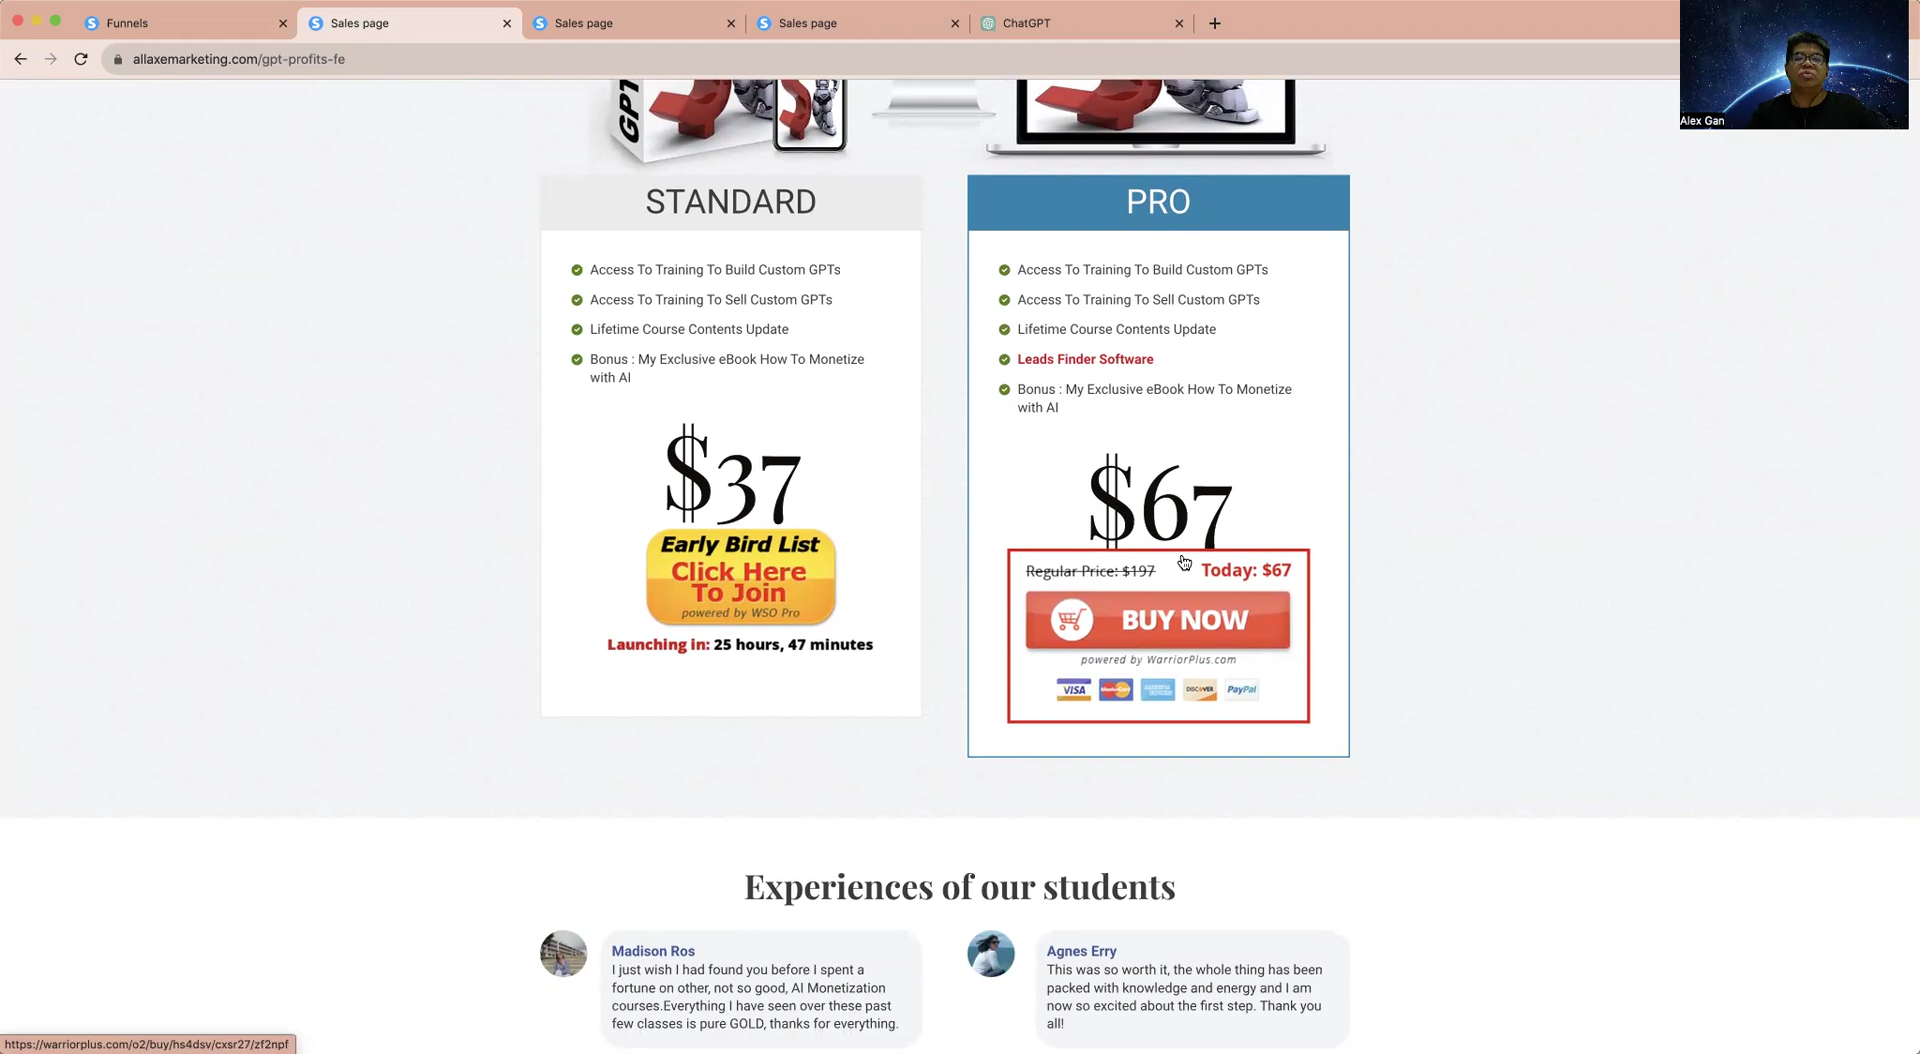 Funnels
Sales page
Sales page
Sales page
ChatGPT
allaxemarketing.com/gpt-profits-fe
Alex Gan
GPT
STANDARD
Access To Training To Build Custom GPTs
Access To Training To Sell Custom GPTs
Lifetime Course Contents Update
Bonus : My Exclusive eBook How To Monetize
with AI
$37
Early Bird List
Click Here
To Join
powered by WSO Pro
Launching in: 25 hours, 47 minutes
PRO
Access To Training To Build Custom GPTs
Access To Training To Sell Custom GPTs
Lifetime Course Contents Update
Leads Finder Software
Bonus : My Exclusive eBook How To Monetize
with AI
$67
Regular Price: $197 Today: $67
BUY NOW
powered by WarriorPlus.com
VISA MasterCard DISCOVER PayPal
Experiences of our students
Madison Ros
I just wish I had found you before I spent a
fortune on other, not so good, AI Monetization
courses.Everything I have seen over these past
few classes is pure GOLD, thanks for everything.
Agnes Erry
This was so worth it, the whole thing has been
packed with knowledge and energy and I am
now so excited about the first step. Thank you
all!
https://warriorplus.com/o2/buy/hs4dsv/cxsr27/zf2npf